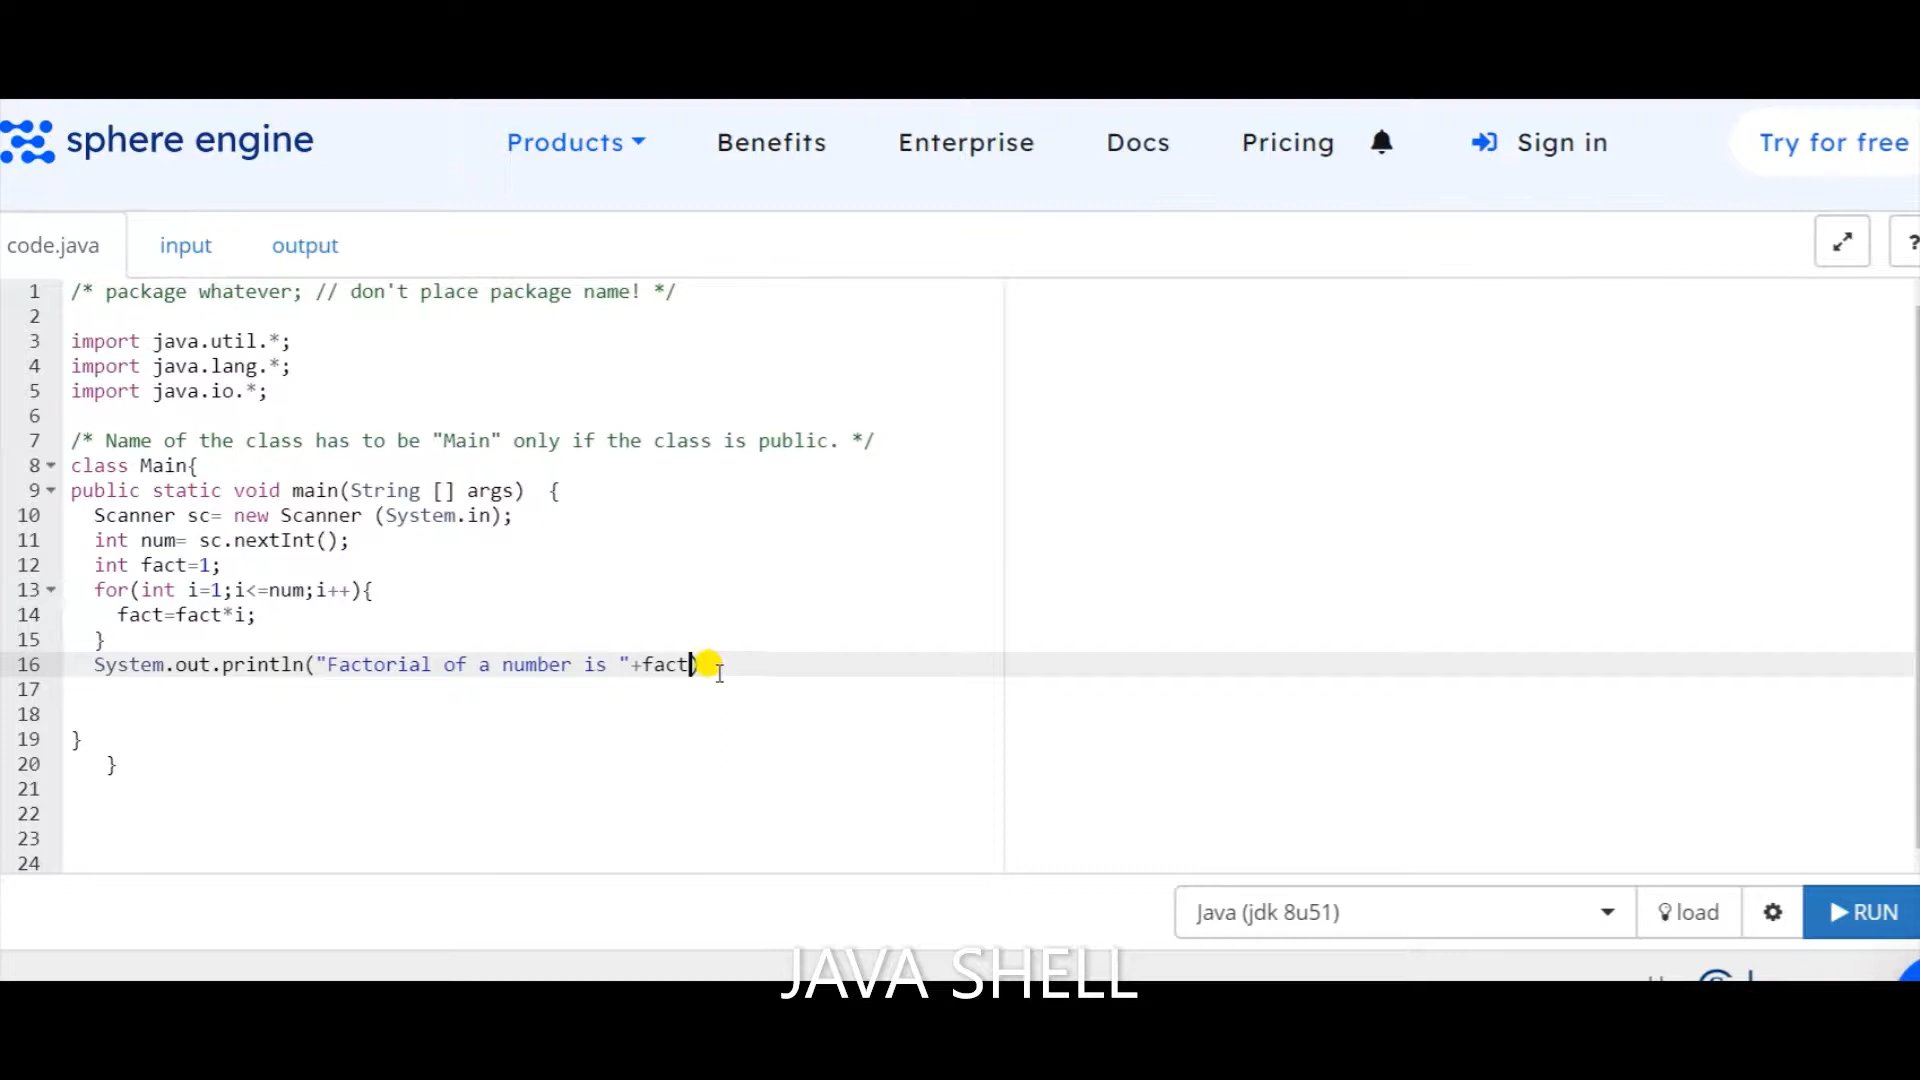 sphere engine
Products
Benefits
Enterprise
Docs
Pricing
Sign in
Try for free
code.java
input
output
?
1 /* package whatever; // don't place package name! */
2
3 import java.util.*;
4 import java.lang.*;
5 import java.io.*;
6
7 /* Name of the class has to be "Main" only if the class is public. */
8 class Main{
9 public static void main(String [] args)  {
10 Scanner sc= new Scanner (System.in);
11 int num= sc.nextInt();
12 int fact=1;
13 for(int i=1;i<=num;i++){
14 fact=fact*i;
15 }
16 System.out.println("Factorial of a number is "+fact)
17
18
19 }
20 }
21
22
23
24
Java (jdk 8u51)
load
RUN
JAVA SHELL